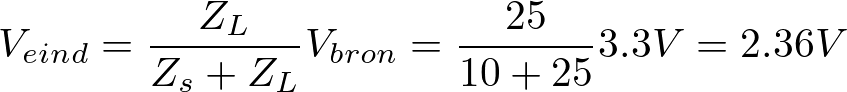 V_{eind} = \frac{Z_L}{Z_s + Z_L} V_{bron} = \frac{25}{10 + 25} 3.3V = 2.36V